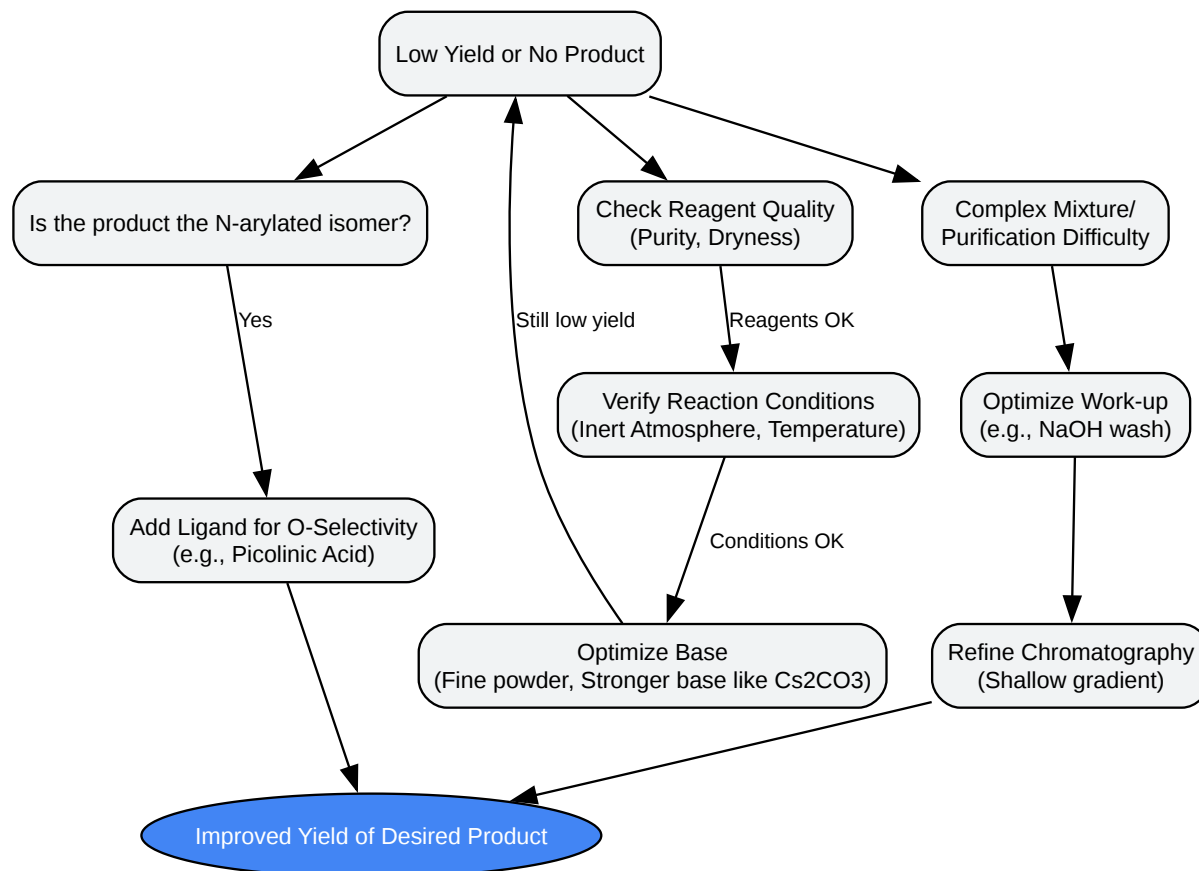 Low Yield or No Product
Is the product the N-arylated isomer?
Check Reagent Quality
(Purity, Dryness)
Complex Mixture/
Purification Difficulty
Yes
Still low yield
Reagents OK
Verify Reaction Conditions
(Inert Atmosphere, Temperature)
Optimize Work-up
(e.g., NaOH wash)
Add Ligand for O-Selectivity
(e.g., Picolinic Acid)
Conditions OK
Optimize Base
(Fine powder, Stronger base like Cs2CO3)
Refine Chromatography
(Shallow gradient)
Improved Yield of Desired Product